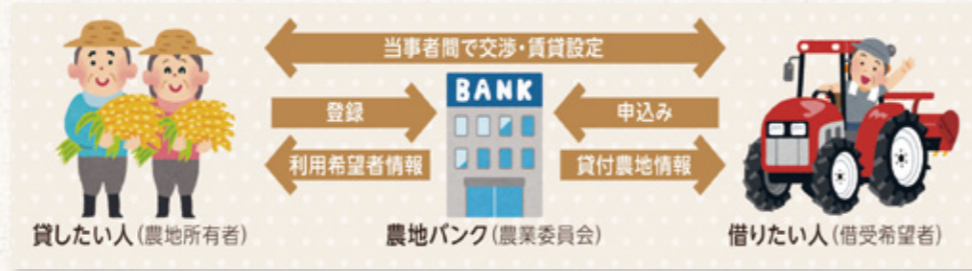 当事者間で交渉・賃貸設定
BANK
登録
申込み
利用希望者情報
貸付農地情報
貸したい人(農地所有者)
農地バンク(農業委員会)
借りたい人(借受希望者)